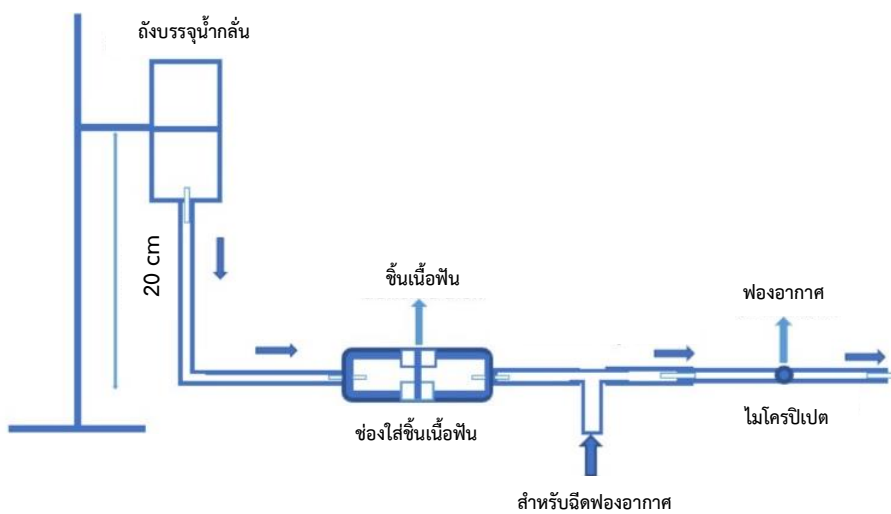 ถังบรรจุน้ำกลั่น
20 cm
ชิ้นเนื้อฟัน
ฟองอากาศ
ช่องใส่ชิ้นเนื้อฟัน
ไมโครปิเปต
สำหรับฉีดฟองอากาศ